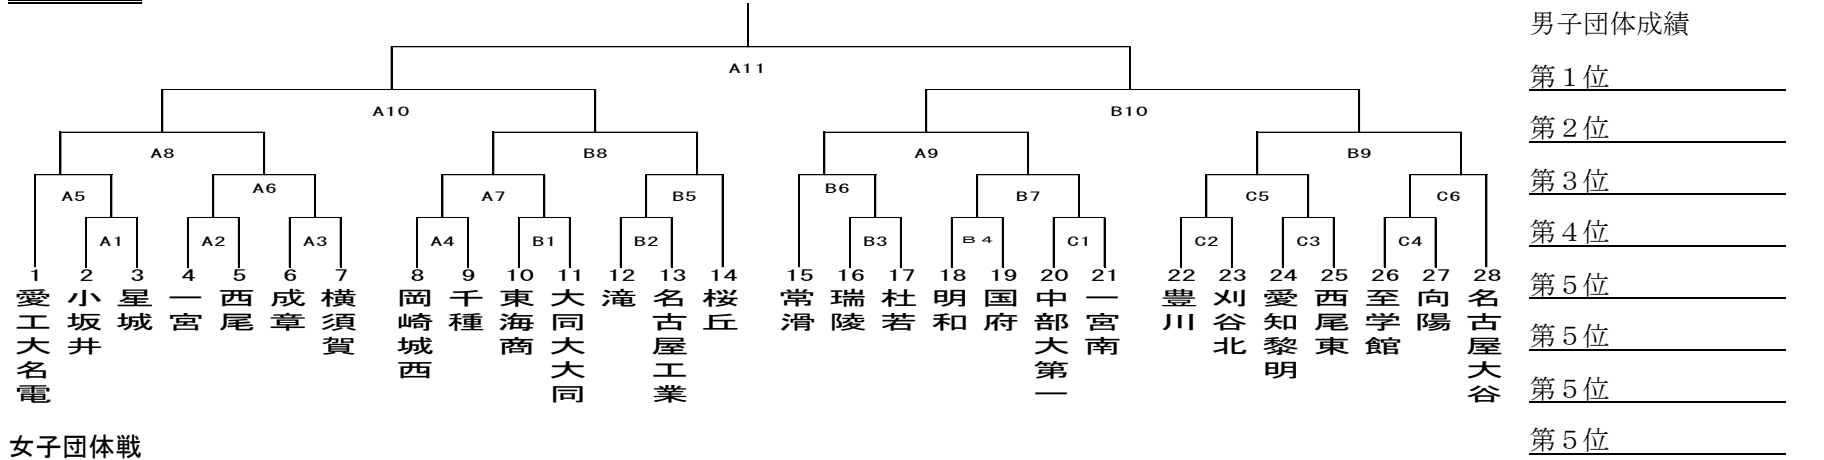 男子団体成績
第１位
第２位
第３位
第４位
第５位
第５位
第５位
第５位
A11
A10 B10
A8 B8 A9 B9
A5 A6 A7 B5 B6 B7 C5 C6
A1 A2 A3 A4 B1 B2 B3 Ｂ４ C1 C2 C3 C4
1 愛工大名電
2 小坂井
3 星城
4 一宮
5 西尾
6 成章
7 横須賀
8 岡崎城西
9 千種
10 東海商
11 大同大大同
12 滝
13 名古屋工業
14 桜丘
15 常滑
16 瑞陵
17 杜若
18 明和
19 国府
20 中部大第一
21 一宮南
22 豊川
23 刈谷北
24 愛知黎明
25 西尾東
26 至学館
27 向陽
28 名古屋大谷
女子団体戦